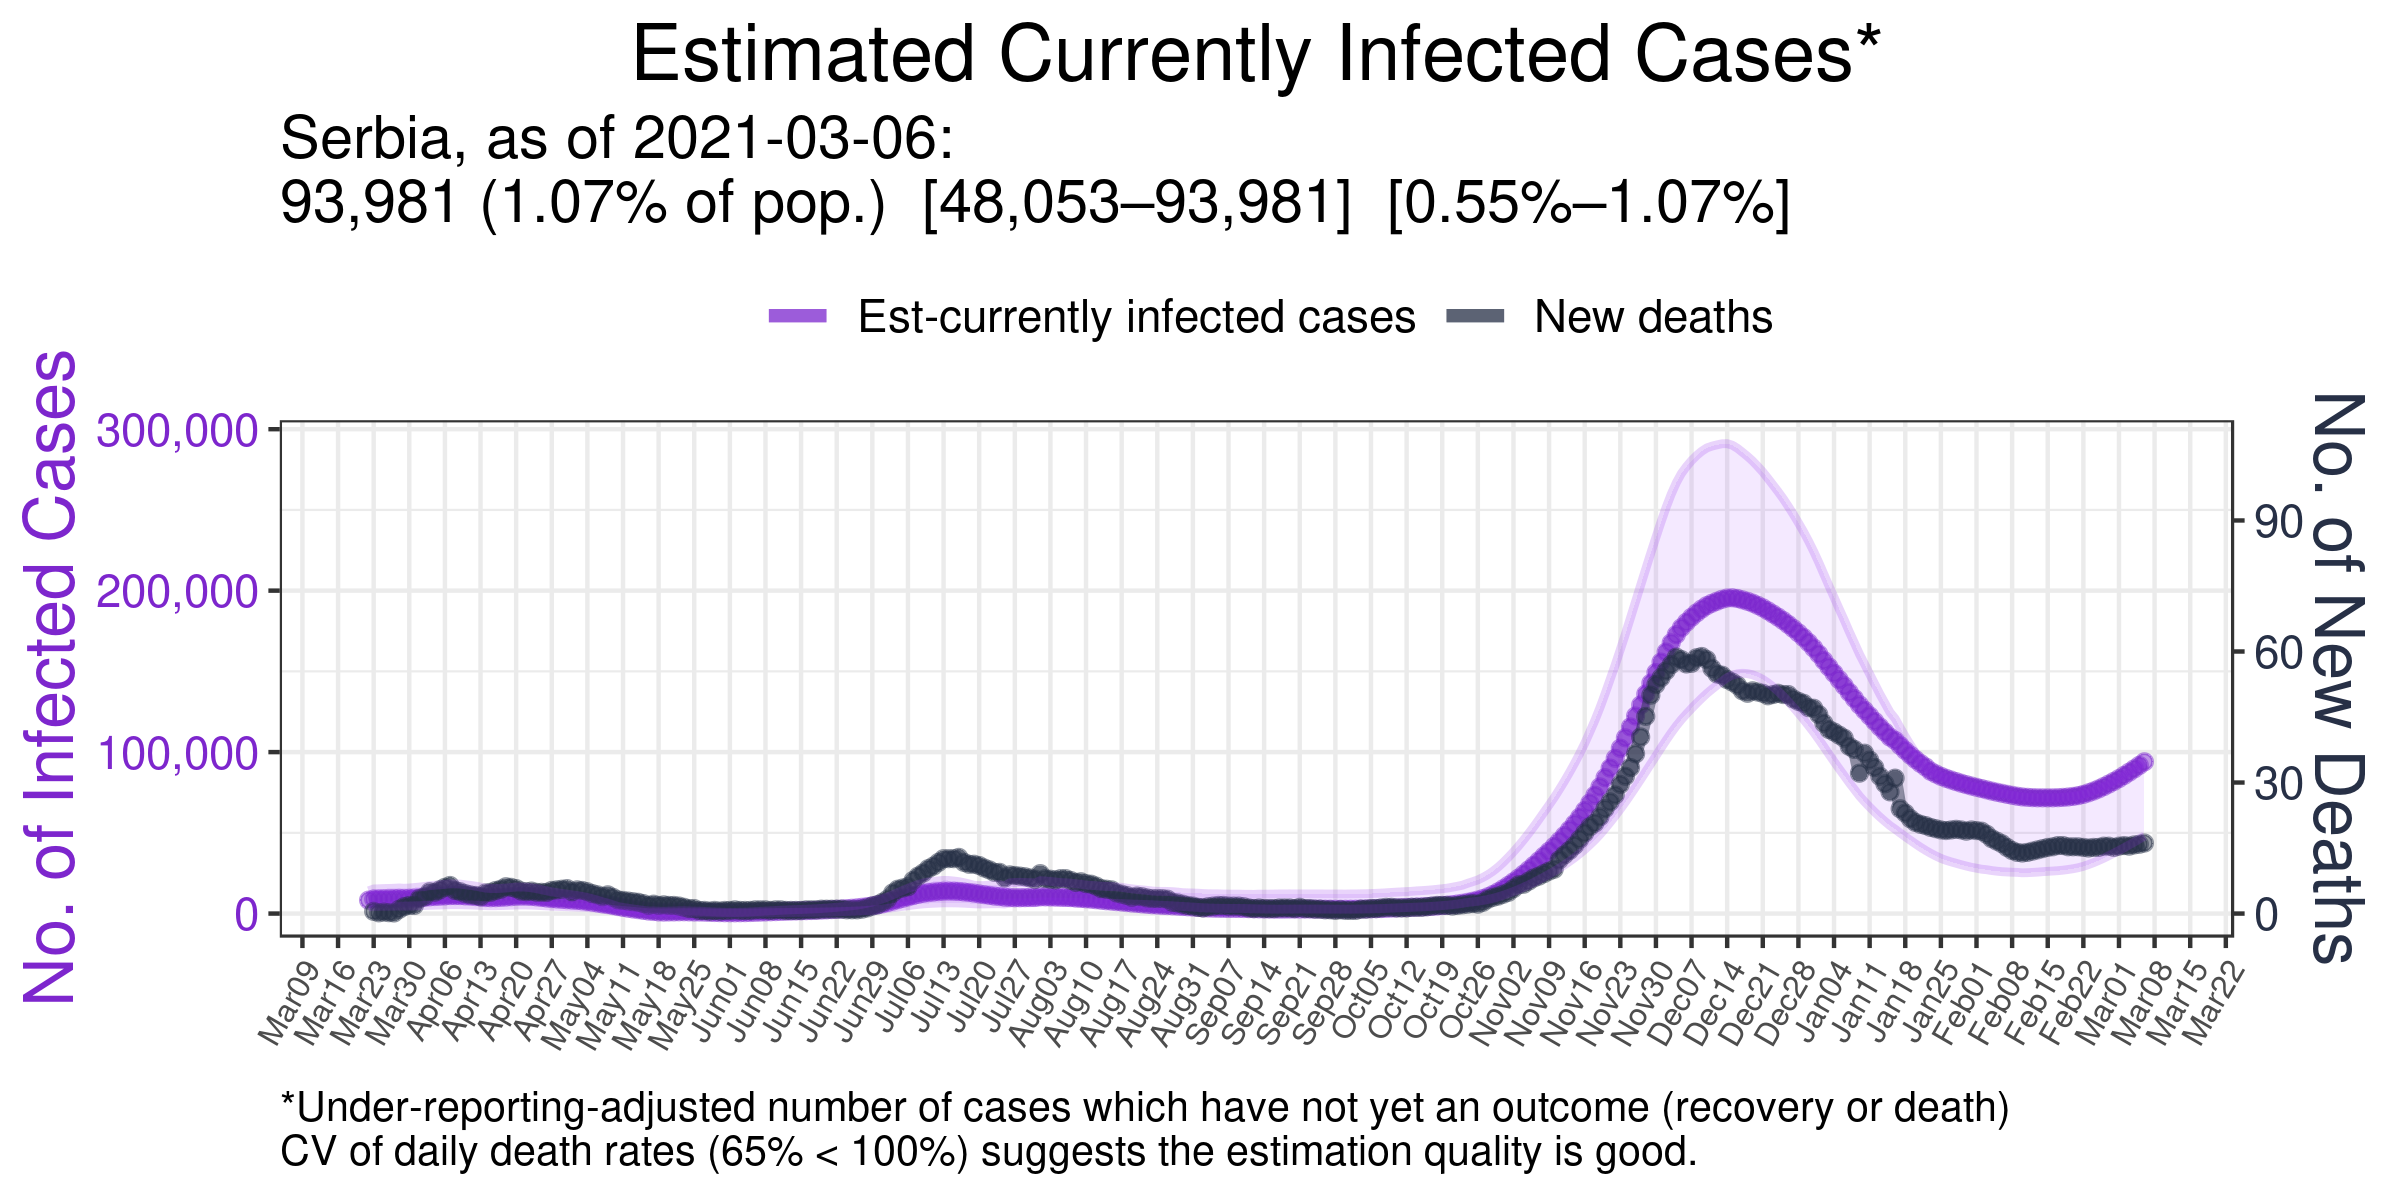 Estimated Currently Infected Cases*
Serbia, as of 2021-03-06:
93,981 (1.07% of pop.)  [48,053–93,981]  [0.55%–1.07%]
Est-currently infected cases
New deaths
No. of Infected Cases
300,000
200,000
100,000
0
No. of New Deaths
90
60
30
0
Mar09
Mar16
Mar23
Mar30
Apr06
Apr13
Apr20
Apr27
May04
May11
May18
May25
Jun01
Jun08
Jun15
Jun22
Jun29
Jul06
Jul13
Jul20
Jul27
Aug03
Aug10
Aug17
Aug24
Aug31
Sep07
Sep14
Sep21
Sep28
Oct05
Oct12
Oct19
Oct26
Nov02
Nov09
Nov16
Nov23
Nov30
Dec07
Dec14
Dec21
Dec28
Jan04
Jan11
Jan18
Jan25
Feb01
Feb08
Feb15
Feb22
Mar01
Mar08
Mar15
Mar22
*Under-reporting-adjusted number of cases which have not yet an outcome (recovery or death)
CV of daily death rates (65% < 100%) suggests the estimation quality is good.